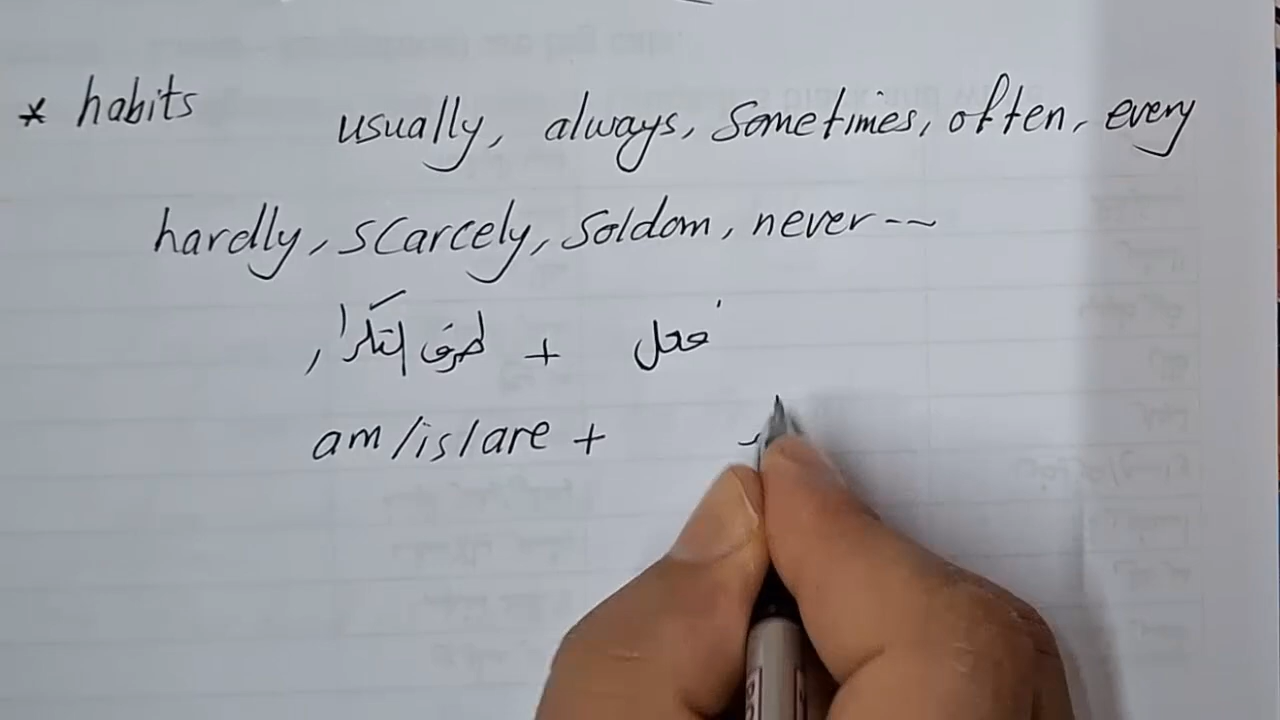 * habits usually, always, Sometimes, often, every
hardly, scarcely, Soldom, never --~
ظرف التكرار + فعل
am/is/are +